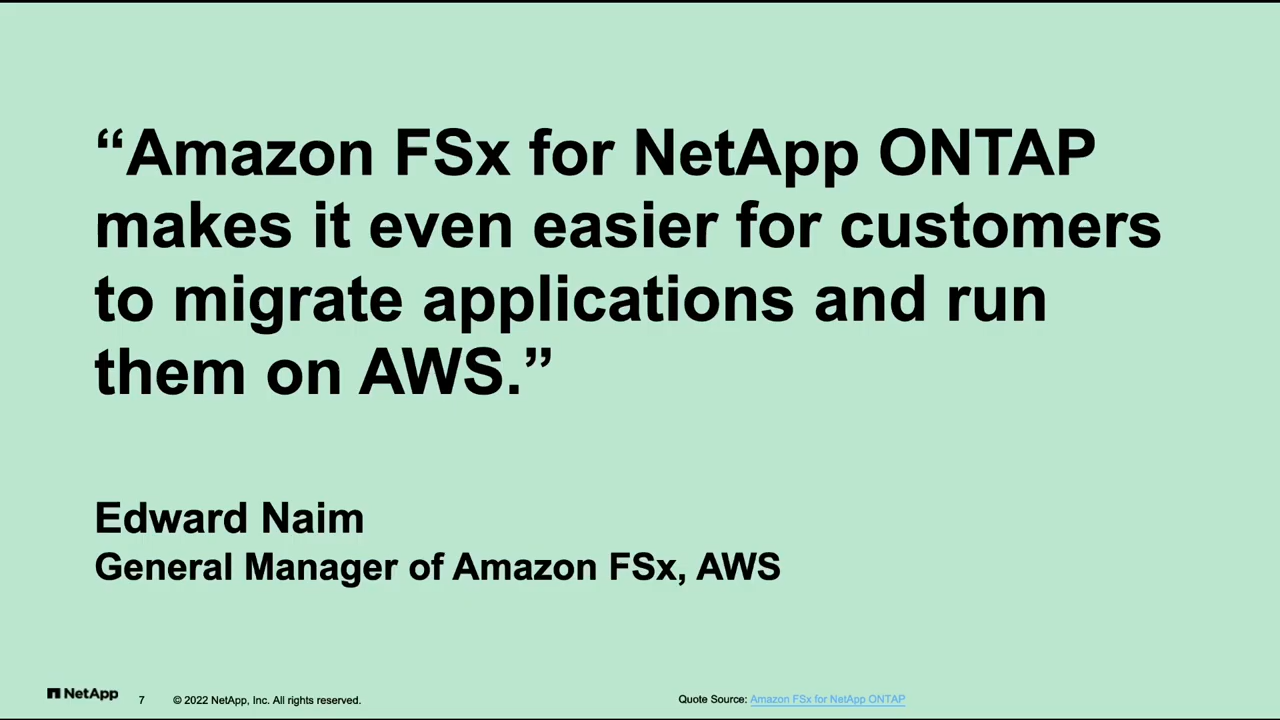 “Amazon FSx for NetApp ONTAP
makes it even easier for customers
to migrate applications and run
them on AWS.”
Edward Naim
General Manager of Amazon FSx, AWS
NetApp 7 © 2022 NetApp, Inc. All rights reserved. Quote Source: Amazon FSx for NetApp ONTAP